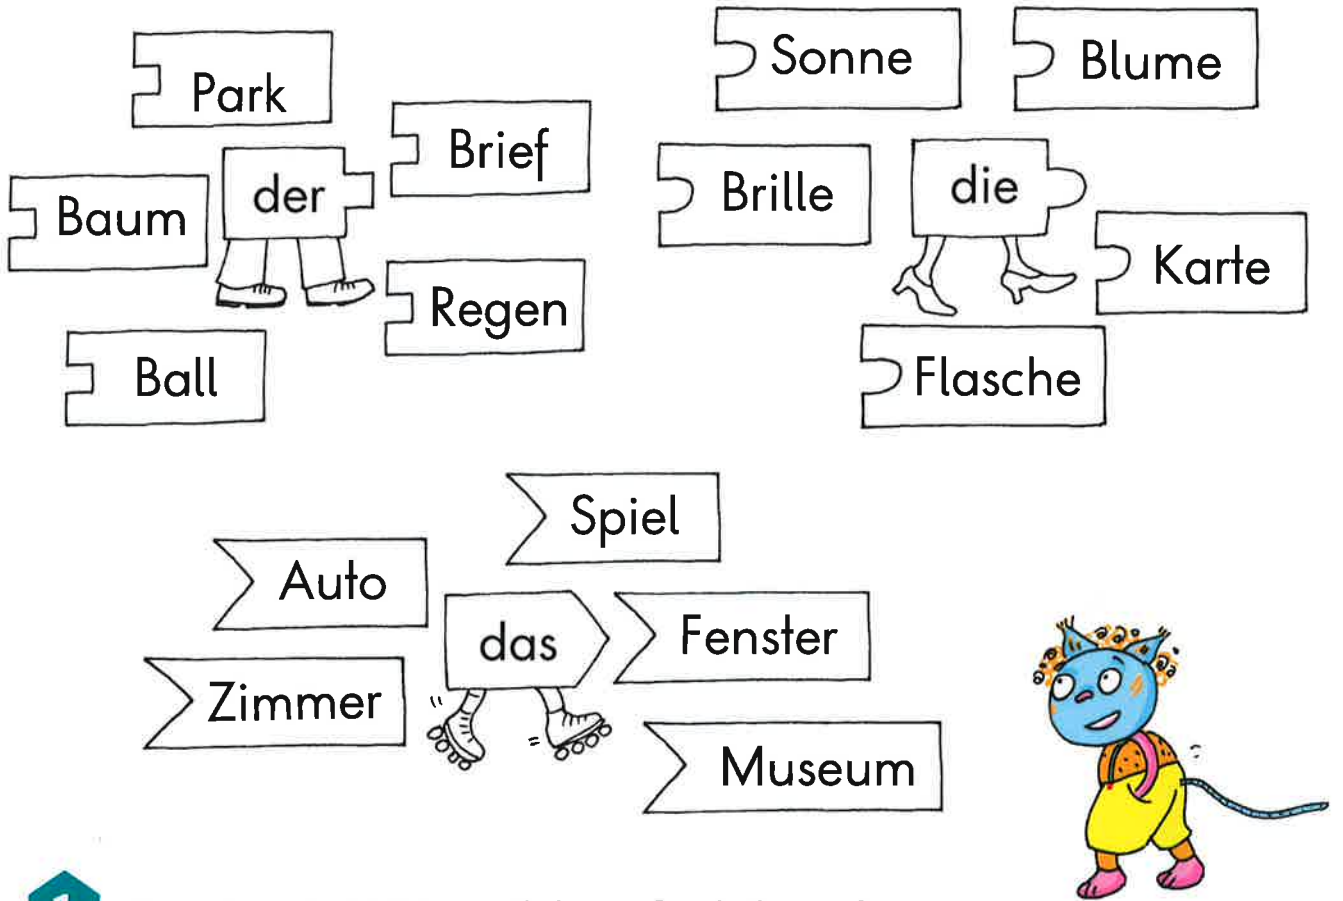 Park
Brief
der
Baum
Regen
Ball
Sonne
Blume
Brille
die
Karte
Flasche
Spiel
Auto
das
Fenster
Zimmer
Museum